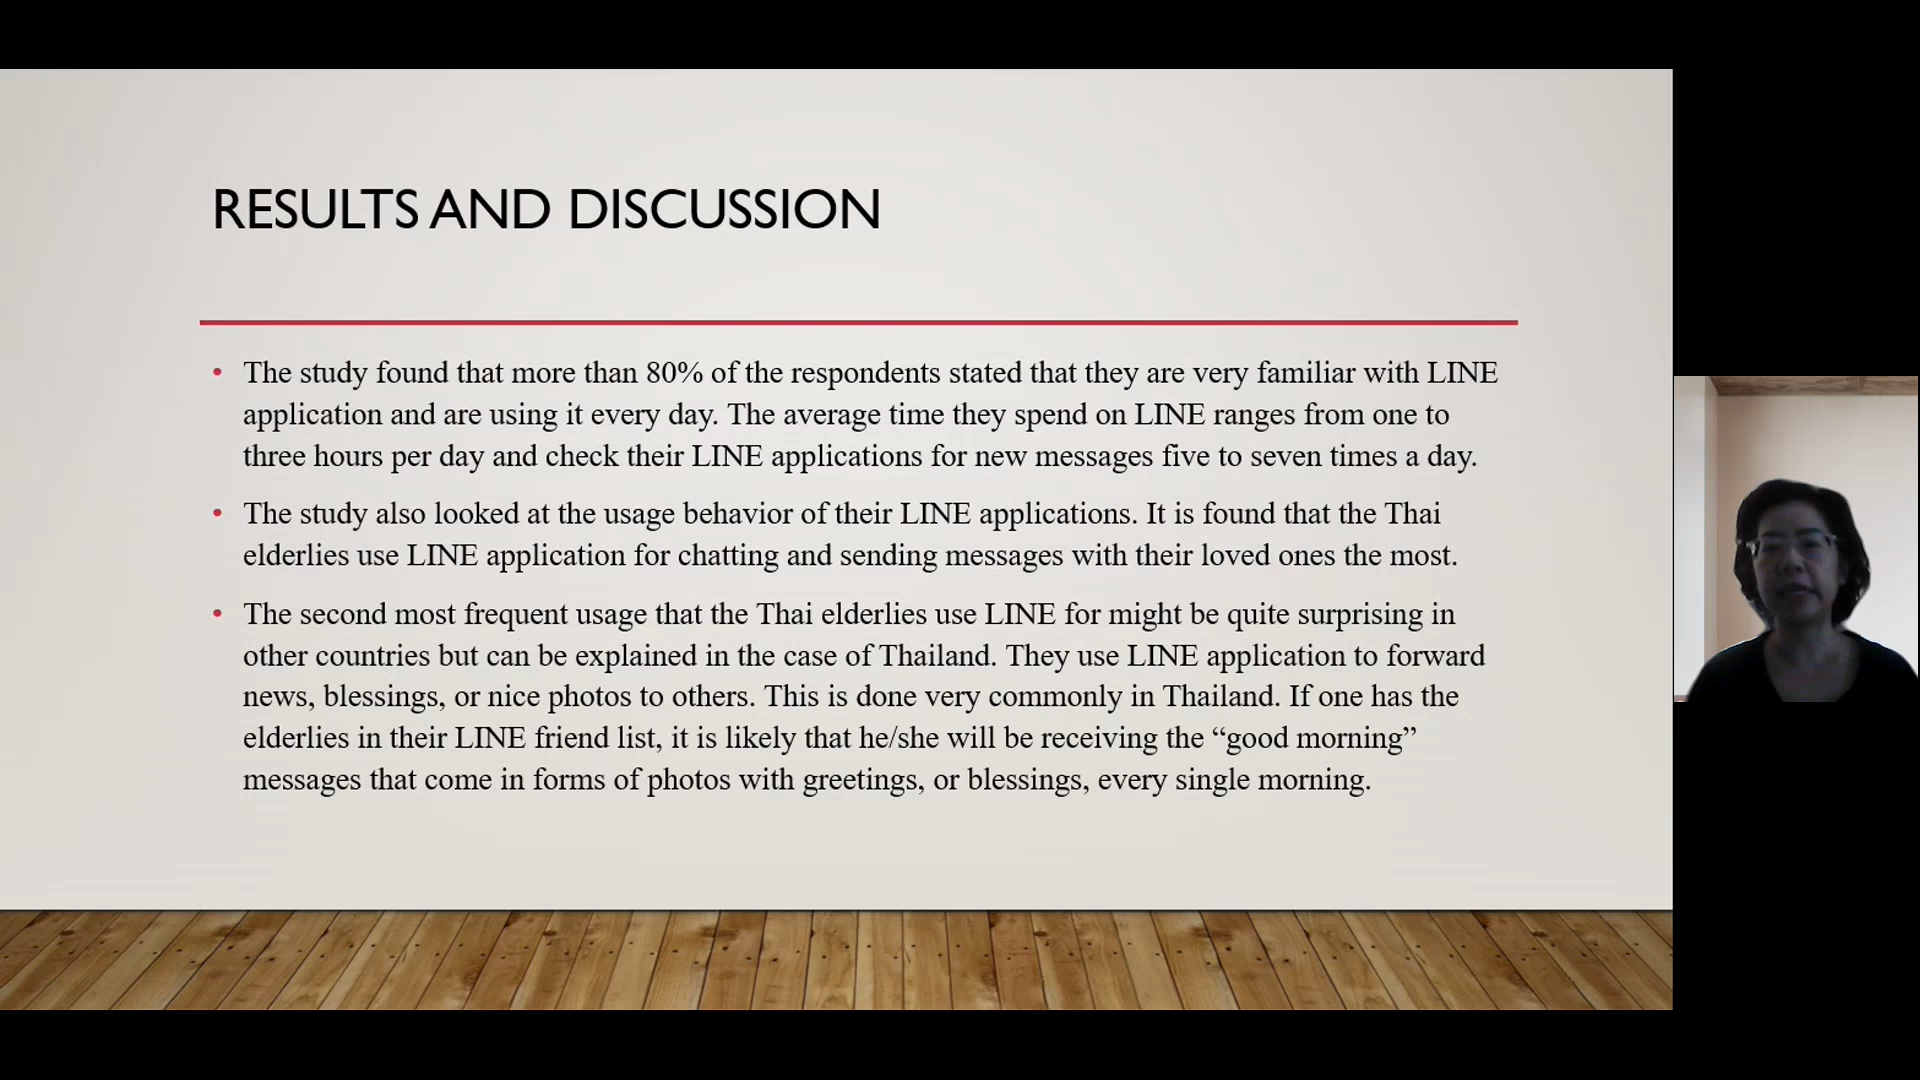 RESULTS AND DISCUSSION
• The study found that more than 80% of the respondents stated that they are very familiar with LINE
application and are using it every day. The average time they spend on LINE ranges from one to
three hours per day and check their LINE applications for new messages five to seven times a day.
• The study also looked at the usage behavior of their LINE applications. It is found that the Thai
elderlies use LINE application for chatting and sending messages with their loved ones the most.
• The second most frequent usage that the Thai elderlies use LINE for might be quite surprising in
other countries but can be explained in the case of Thailand. They use LINE application to forward
news, blessings, or nice photos to others. This is done very commonly in Thailand. If one has the
elderlies in their LINE friend list, it is likely that he/she will be receiving the “good morning”
messages that come in forms of photos with greetings, or blessings, every single morning.